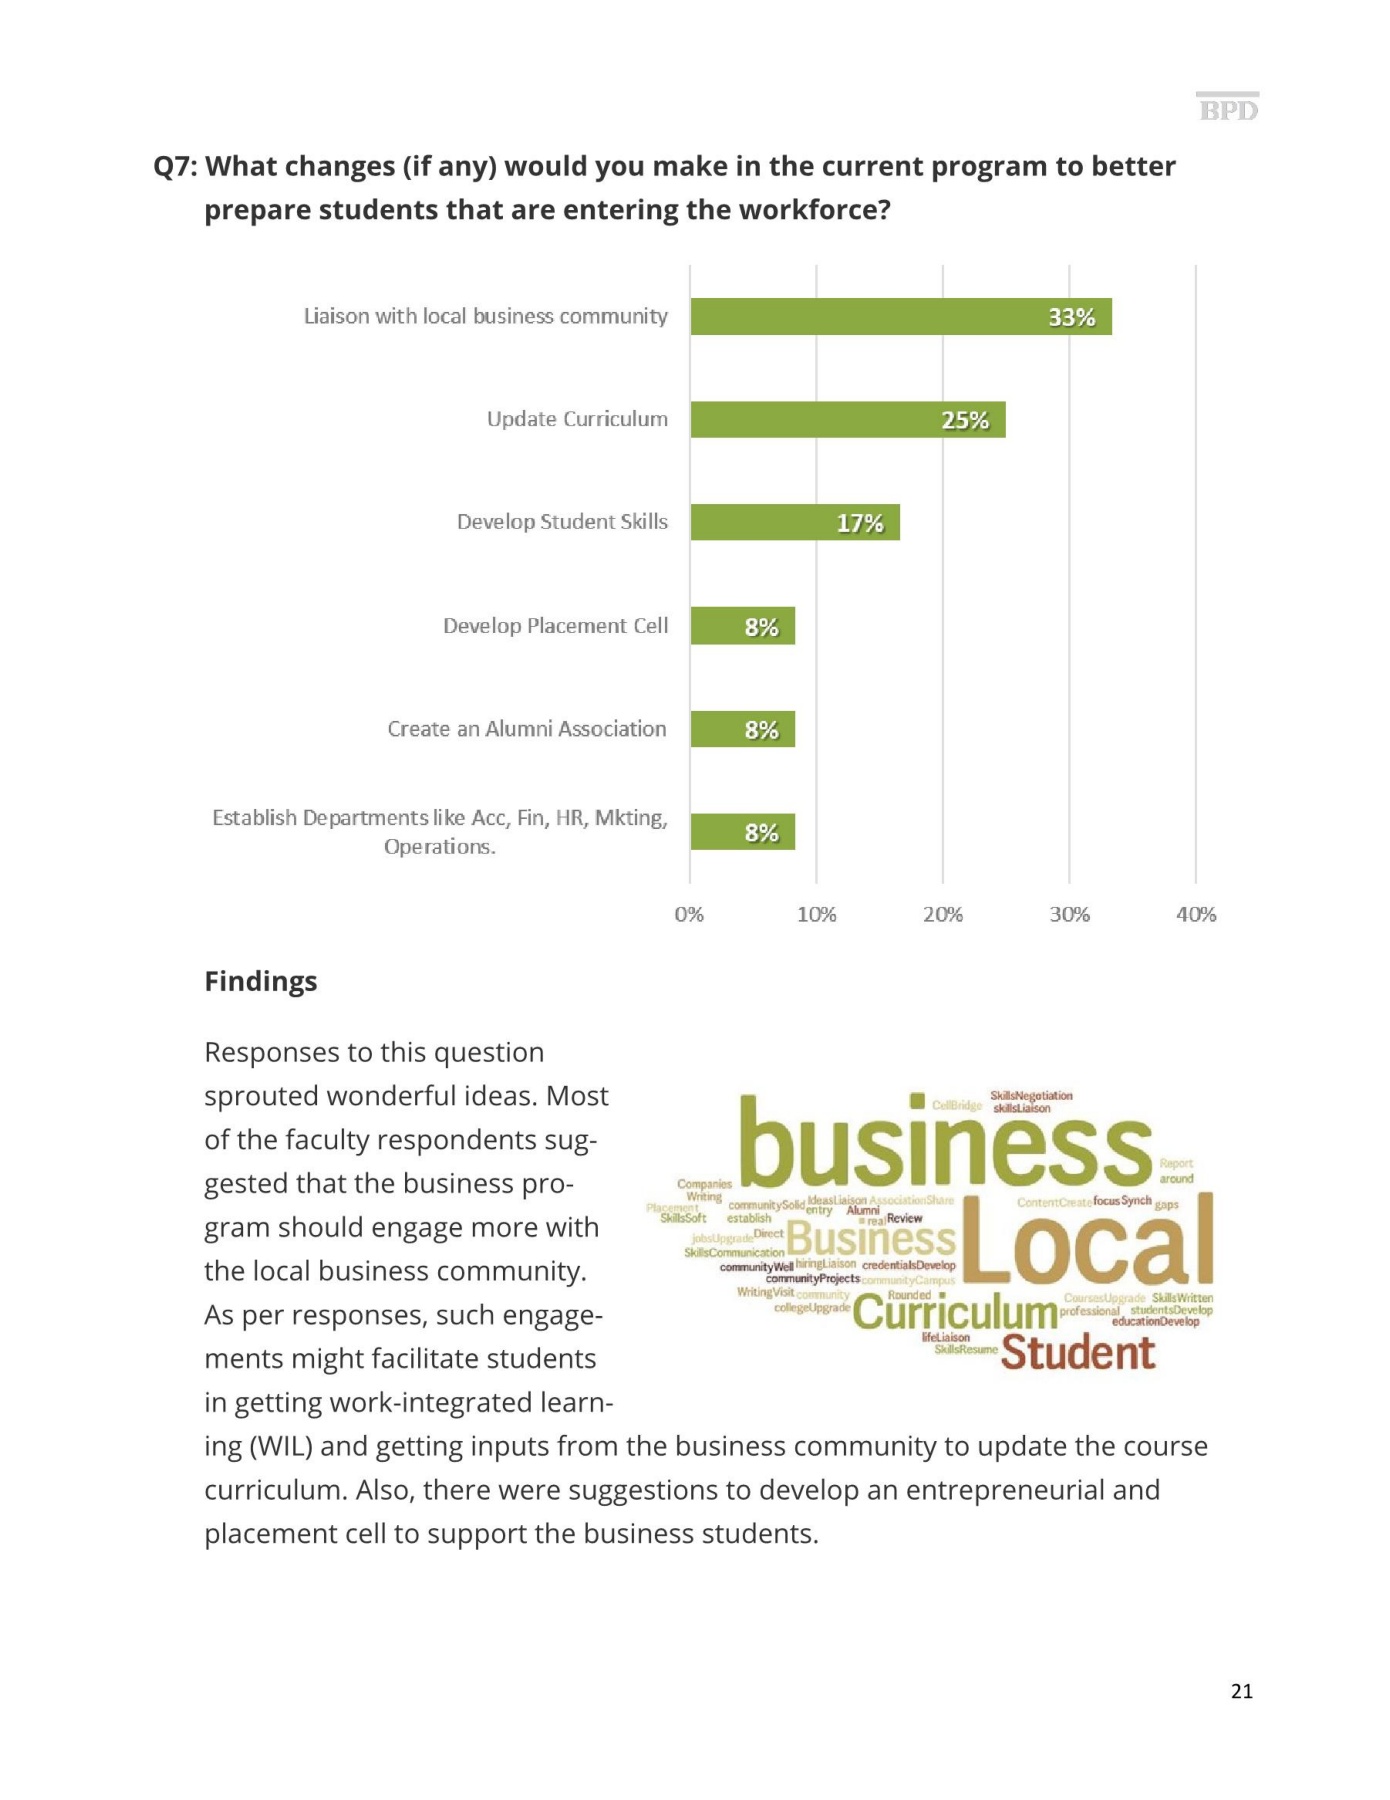 BPD
Q7: What changes (if any) would you make in the current program to better
prepare students that are entering the workforce?
Liaison with local business community
33%
Update Curriculum
25%
Develop Student Skills
17%
Develop Placement Cell
8%
Create an Alumni Association
8%
Establish Departments like Acc, Fin, HR, Mkting,
Operations.
8%
0% 10% 20% 30% 40%
Findings
Responses to this question
sprouted wonderful ideas. Most
of the faculty respondents sug-
gested that the business pro-
gram should engage more with
the local business community.
As per responses, such engage-
ments might facilitate students
in getting work-integrated learn-
ing (WIL) and getting inputs from the business community to update the course
curriculum. Also, there were suggestions to develop an entrepreneurial and
placement cell to support the business students.
SkillsNegotiation
CellBridge skillsLiaison
business
Report
around
Companies
Writing
Placement communitySolid IdeasLiaison AssociationShare ContentCreate focus Synch gaps
SkillsSoft establish entry Alumni
real Review
jobsUpgrade Direct Business Local
SkillsCommunication
communityWell hiringLiaison credentialsDevelop
communityProjects communityCampus
WritingVisit community Rounded CoursesUpgrade SkillsWritten
collegeUpgrade Curriculum professional studentsDevelop
educationDevelop
lifeLiaison
SkillsResume Student
21